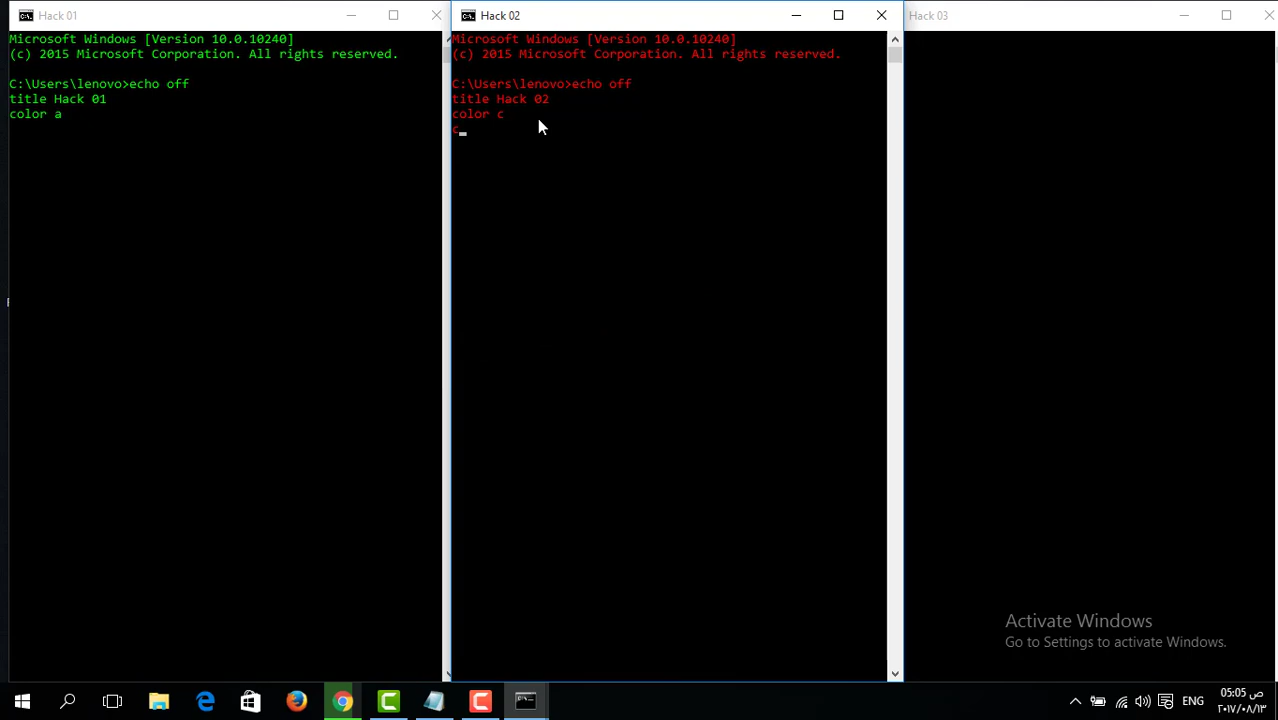 Hack 01
Microsoft Windows [Version 10.0.10240]
(c) 2015 Microsoft Corporation. All rights reserved.
C:\Users\lenovo>echo off
title Hack 01
color a
Hack 02
Microsoft Windows [Version 10.0.10240]
(c) 2015 Microsoft Corporation. All rights reserved.
C:\Users\lenovo>echo off
title Hack 02
color c
c
Hack 03
Activate Windows
Go to Settings to activate Windows.
ENG
05:05 ص
٢٠١٧/٠٨/١٣